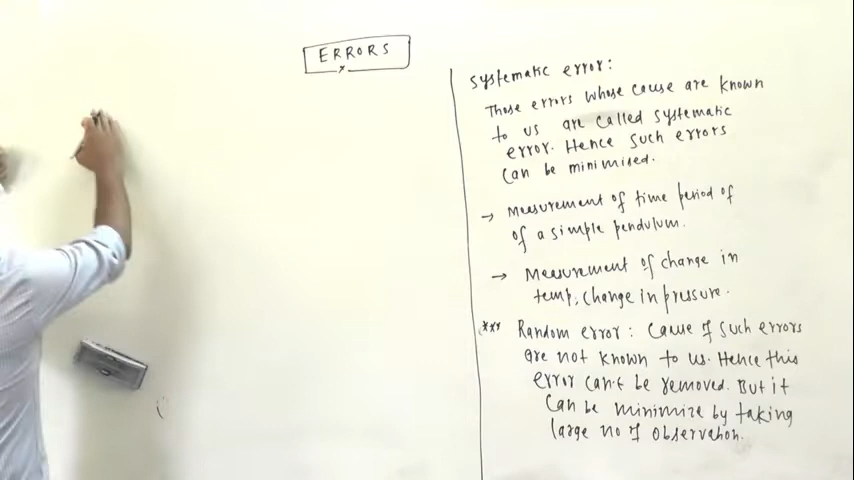 ERRORS
systematic error:
Those errors whose cause are known
to us are called systematic
error. Hence such errors
can be minimised.
→ Measurement of time period of
of a simple pendulum.
→ Measurement of change in
temp, change in pressure.
*** Random error: Cause of such errors
are not known to us. Hence this
error can't be removed. But it
can be minimize by taking
large no of observation.